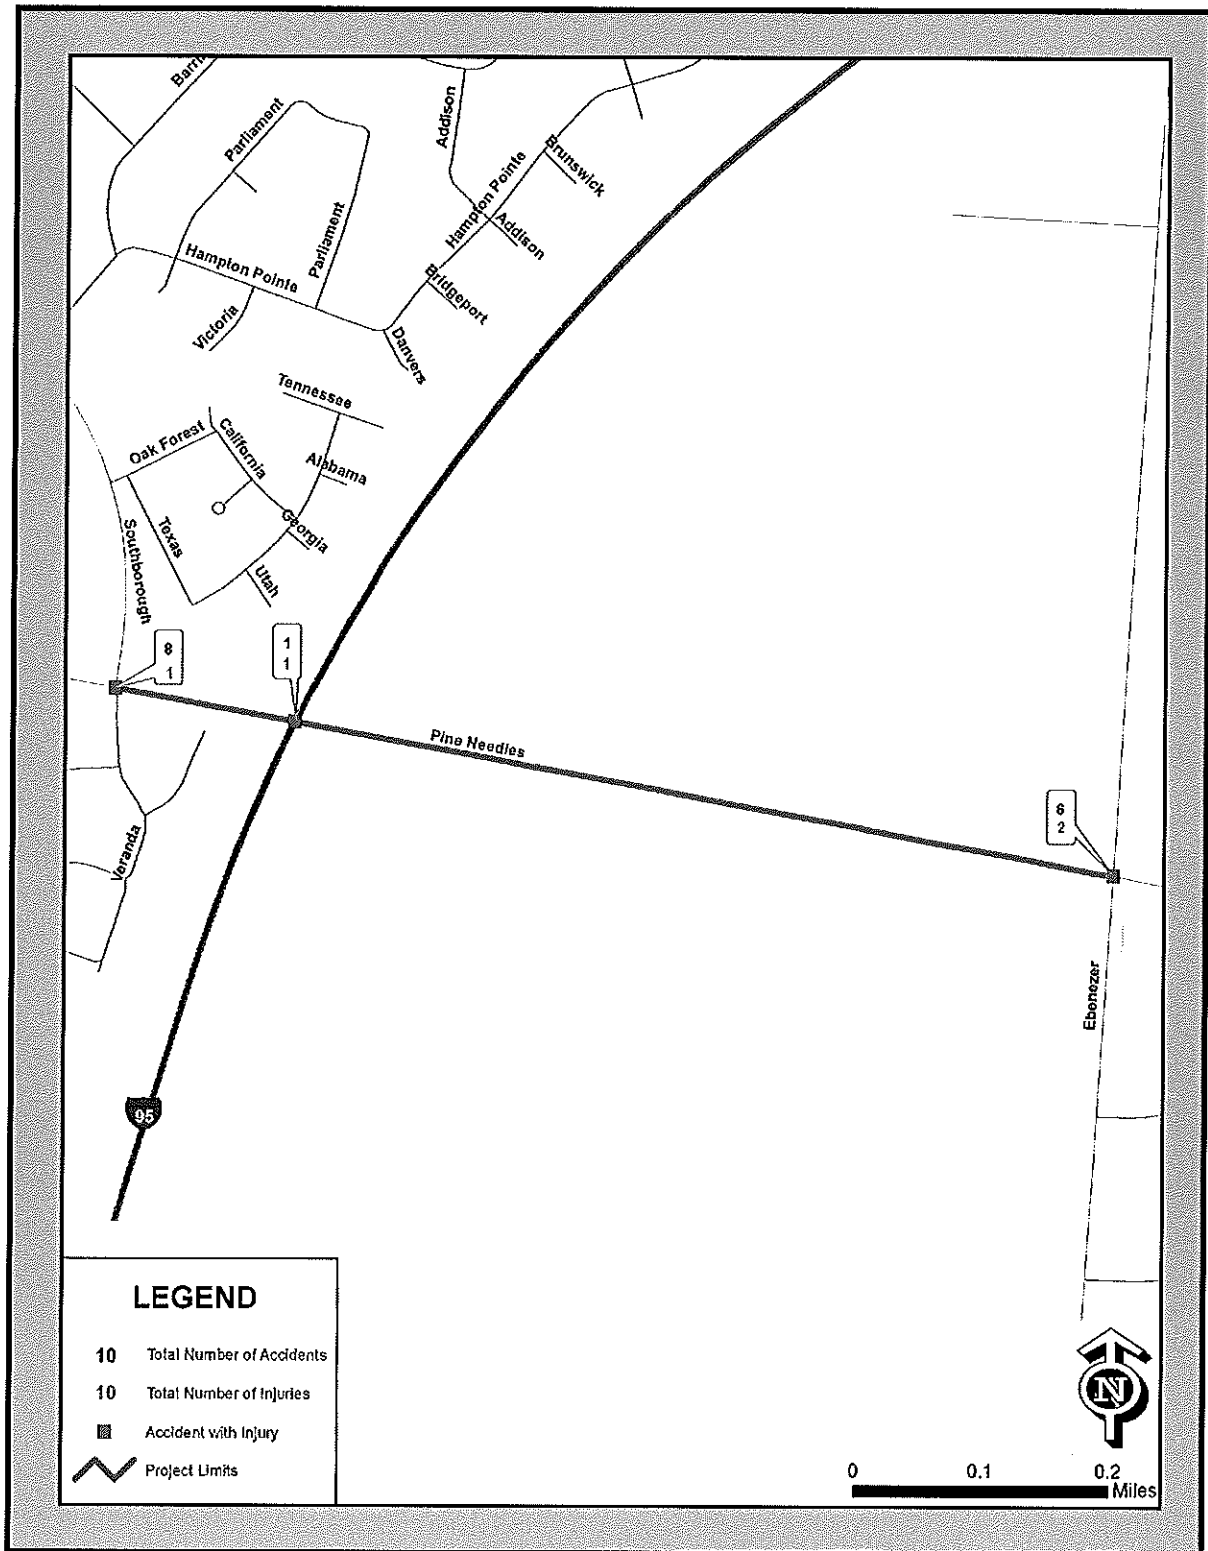 Barri
Parliament
Addison
Brunswick
Hampton Pointe
Parliament
Addison
Hampton Pointe
Bridgeport
Victoria
Danvers
Tennessee
Oak Forest
California
Alabama
Texas
Georgia
Southborough
Utah
8
1
1
1
Pine Needles
6
2
Veranda
Ebenezer
95
LEGEND
10 Total Number of Accidents
10 Total Number of Injuries
Accident with Injury
Project Limits
N
0 0.1 0.2
Miles